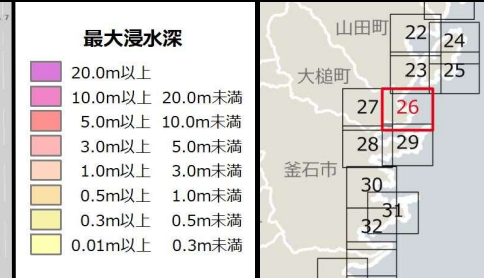 最大浸水深
20.0m以上
10.0m以上 20.0m未満
5.0m以上 10.0m未満
3.0m以上 5.0m未満
1.0m以上 3.0m未満
0.5m以上 1.0m未満
0.3m以上 0.5m未満
0.01m以上 0.3m未満
山田町
22
24
大槌町
23
25
27
26
28
29
釜石市
30
31
32